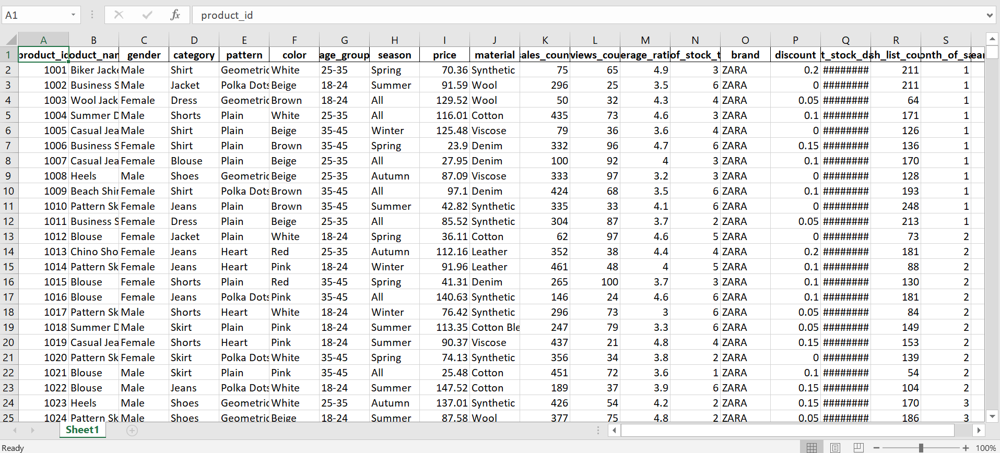 A1 fx product_id
A B C D E F G H I J K L M N O P Q R S
1 product_id oduct_nan gender category pattern color age_group season price material sales_coun views_cou erage_rati of_stock_t brand discount t_stock_da sh_list_cou onth_of_sa ear
2 1001 Biker Jacke Male Shirt Geometric White 25-35 Spring 70.36 Synthetic 75 65 4.9 3 ZARA 0.2 ######## 211 1
3 1002 Business S Male Jacket Polka Dots Beige 18-24 Summer 91.59 Wool 296 25 3.5 6 ZARA 0 ######## 211 1
4 1003 Wool Jack Female Dress Geometric Brown 18-24 All 129.52 Wool 50 32 4.3 4 ZARA 0.05 ######## 64 1
5 1004 Summer D Male Shorts Plain White 25-35 All 116.01 Cotton 435 73 4.6 3 ZARA 0.1 ######## 171 1
6 1005 Casual Jea Male Shirt Plain Beige 35-45 Winter 125.48 Viscose 79 36 3.6 4 ZARA 0 ######## 126 1
7 1006 Business S Female Shirt Plain Brown 35-45 Spring 23.9 Denim 332 96 4.7 6 ZARA 0.15 ######## 136 1
8 1007 Casual Jea Female Blouse Plain Beige 25-35 All 27.95 Denim 100 92 4 3 ZARA 0.1 ######## 170 1
9 1008 Heels Male Shoes Geometric Beige 25-35 Autumn 87.09 Viscose 333 97 3.2 3 ZARA 0 ######## 128 1
10 1009 Beach Shir Female Shirt Polka Dots Brown 35-45 All 97.1 Denim 424 68 3.5 6 ZARA 0.1 ######## 193 1
11 1010 Pattern Sk Female Jeans Plain Brown 35-45 Summer 42.82 Synthetic 335 33 4.1 6 ZARA 0 ######## 248 1
12 1011 Business S Female Dress Plain Beige 25-35 All 85.52 Synthetic 304 87 3.7 2 ZARA 0.05 ######## 213 1
13 1012 Blouse Female Jacket Plain White 18-24 Spring 36.11 Cotton 62 97 4.6 5 ZARA 0 ######## 73 2
14 1013 Chino Sho Female Jeans Heart Red 25-35 Autumn 112.16 Leather 352 38 4.4 4 ZARA 0.2 ######## 181 2
15 1014 Pattern Sk Female Jeans Heart Pink 18-24 Winter 91.96 Leather 461 48 4 5 ZARA 0.1 ######## 88 2
16 1015 Blouse Female Shorts Plain Red 35-45 Spring 41.31 Denim 265 100 3.7 3 ZARA 0.1 ######## 130 2
17 1016 Blouse Female Jeans Polka Dots Pink 35-45 All 140.63 Synthetic 146 24 4.6 6 ZARA 0.1 ######## 181 2
18 1017 Pattern Sk Male Shorts Heart White 18-24 Winter 76.42 Synthetic 296 73 3 6 ZARA 0.05 ######## 84 2
19 1018 Summer D Male Skirt Plain Pink 18-24 Summer 113.35 Cotton Ble 247 79 3.3 6 ZARA 0.05 ######## 149 2
20 1019 Casual Jea Female Shorts Heart Pink 18-24 Summer 90.37 Viscose 437 21 4.8 4 ZARA 0.15 ######## 153 2
21 1020 Pattern Sk Female Skirt Polka Dots White 35-45 Spring 74.13 Synthetic 356 34 3.8 2 ZARA 0 ######## 139 2
22 1021 Blouse Male Skirt Plain Pink 35-45 All 25.48 Cotton 451 72 3.6 1 ZARA 0.1 ######## 54 2
23 1022 Blouse Male Jeans Polka Dots White 18-24 Summer 147.52 Cotton 189 37 3.9 6 ZARA 0.15 ######## 104 2
24 1023 Heels Male Shoes Geometric White 25-35 Autumn 137.01 Synthetic 426 54 4.2 2 ZARA 0.15 ######## 170 3
25 1024 Pattern Sk Male Shoes Geometric Beige 18-24 Summer 87.58 Wool 377 75 4.8 2 ZARA 0.05 ######## 186 3
Sheet1
Ready 100%